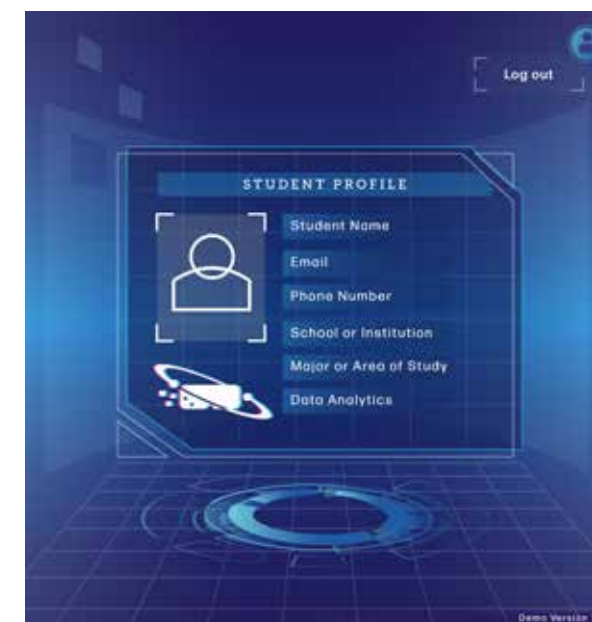 Log out
STUDENT PROFILE
Student Name
Email
Phone Number
School or Institution
Major or Area of Study
Data Analytics
Demo Versión